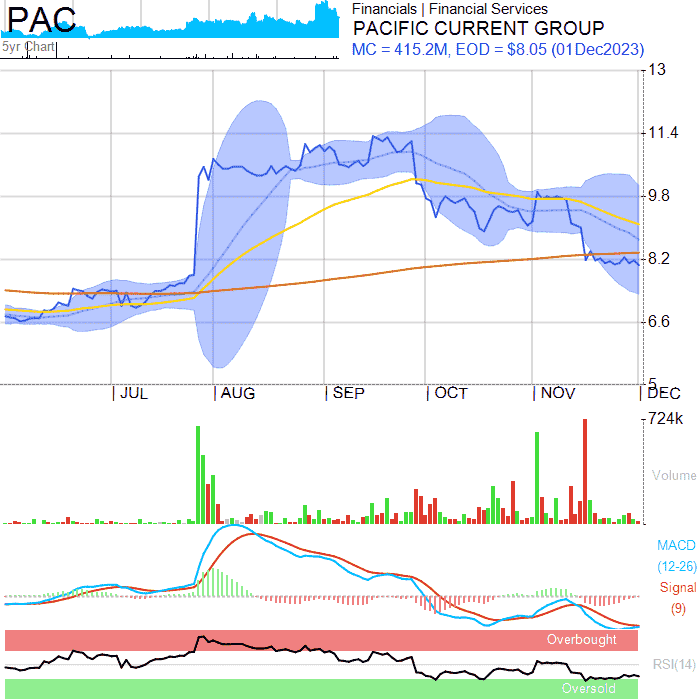 PAC
5yr Chart
Financials | Financial Services
PACIFIC CURRENT GROUP
MC = 415.2M, EOD = $8.05 (01Dec2023)
13
11.4
9.8
8.2
6.6
5
JUL
AUG
SEP
OCT
NOV
DEC
724k
Volume
MACD
(12-26)
Signal
(9)
Overbought
RSI(14)
Oversold